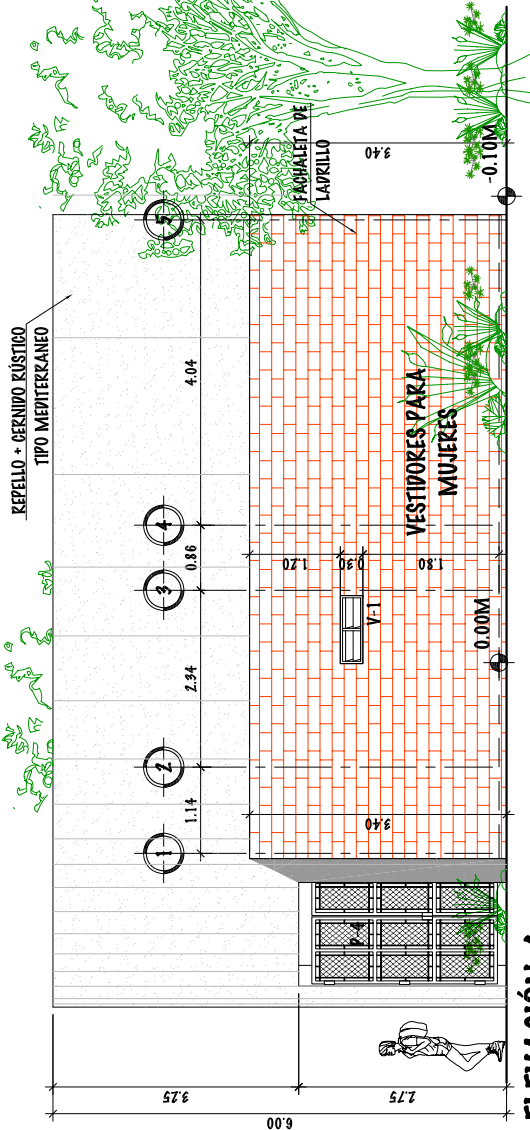 REPELLO + CERNIDO RÚSTICO
TIPO MEDITERRANEO
1
2
3
4
5
1.14
2.34
0.86
4.04
FACHALETA DE
LADRILLO
3.40
-0.10M
VESTIDORES PARA
MUJERES
1.20
0.30
1.80
V-1
0.00M
3.40
P-4
3.25
2.75
6.00